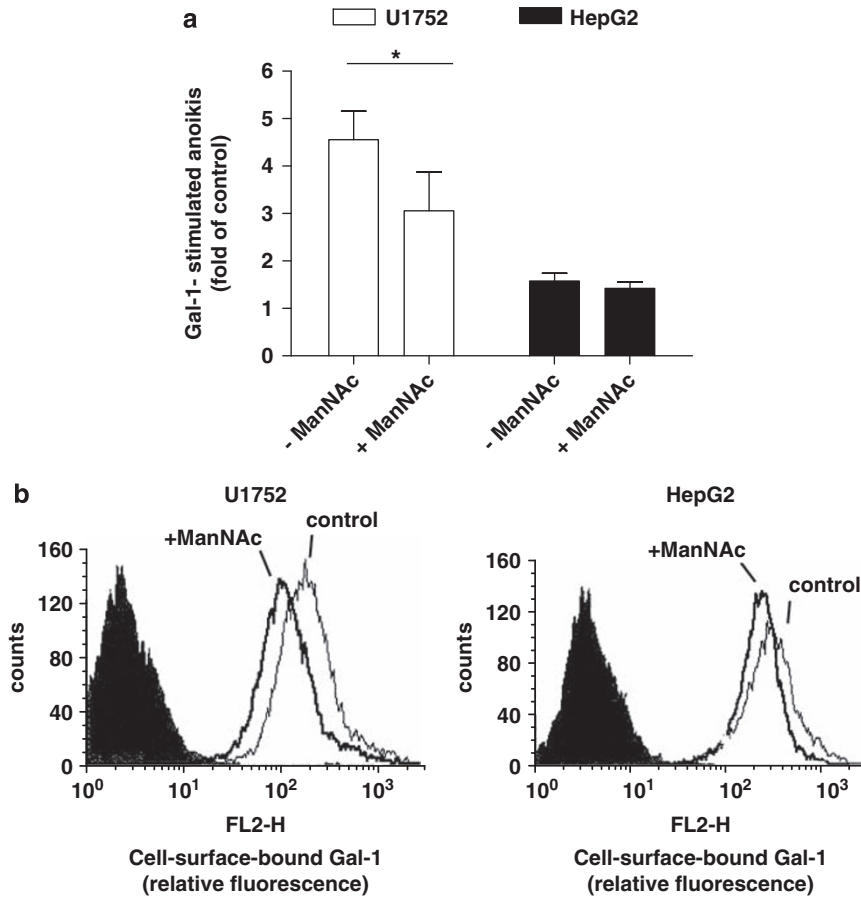 a
U1752 HepG2
*
Gal-1- stimulated anoikis
(fold of control)
6
5
4
3
2
1
0
- ManNAc
+ ManNAc
- ManNAc
+ ManNAc
b
U1752
+ManNAc
control
counts
160
120
80
40
0
10⁰ 10¹ 10² 10³
FL2-H
Cell-surface-bound Gal-1
(relative fluorescence)
HepG2
+ManNAc
control
counts
160
120
80
40
0
10⁰ 10¹ 10² 10³
FL2-H
Cell-surface-bound Gal-1
(relative fluorescence)